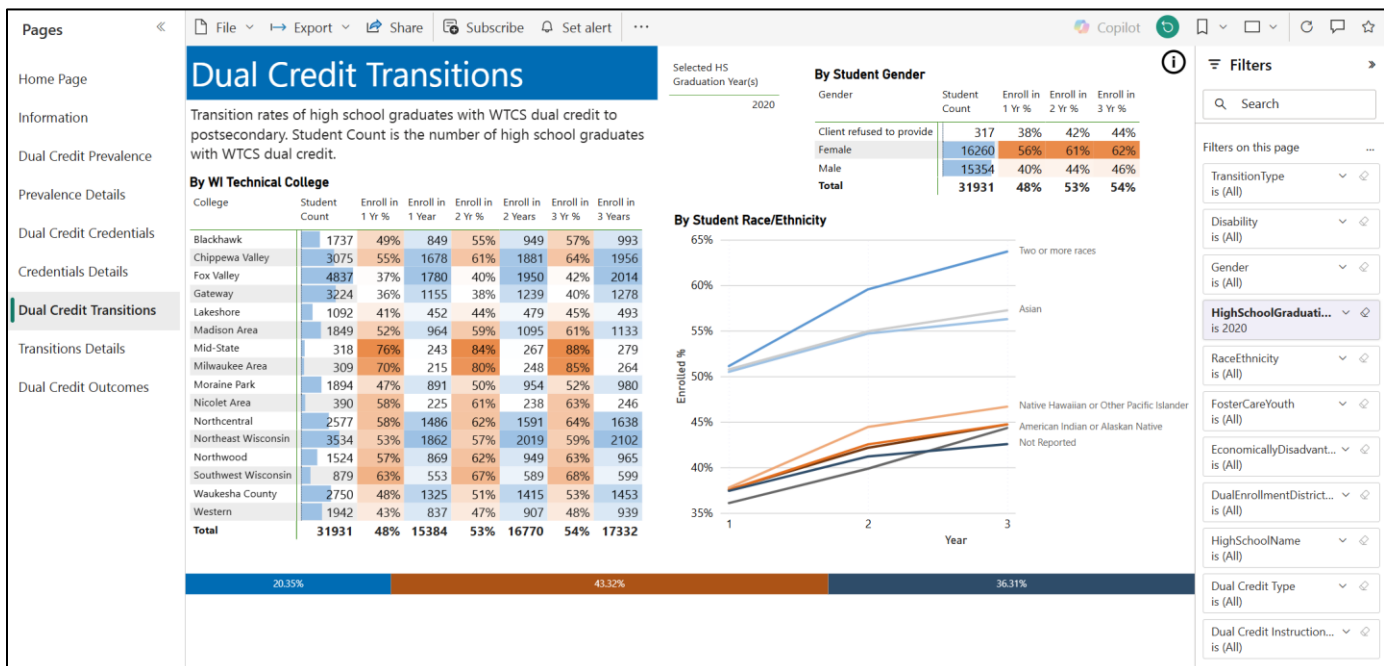 Pages
Home Page
Information
Dual Credit Prevalence
Prevalence Details
Dual Credit Credentials
Credentials Details
Dual Credit Transitions
Transitions Details
Dual Credit Outcomes
File Export Share Subscribe Set alert ... Copilot
Dual Credit Transitions
Transition rates of high school graduates with WTCS dual credit to
postsecondary. Student Count is the number of high school graduates
with WTCS dual credit.
By WI Technical College
College Student Enroll in Enroll in Enroll in Enroll in Enroll in Enroll in
Count 1 Yr % 1 Year 2 Yr % 2 Years 3 Yr % 3 Years
Blackhawk 1737 49% 849 55% 949 57% 993
Chippewa Valley 3075 55% 1678 61% 1881 64% 1956
Fox Valley 4837 37% 1780 40% 1950 42% 2014
Gateway 3224 36% 1155 38% 1239 40% 1278
Lakeshore 1092 41% 452 44% 479 45% 493
Madison Area 1849 52% 964 59% 1095 61% 1133
Mid-State 318 76% 243 84% 267 88% 279
Milwaukee Area 309 70% 215 80% 248 85% 264
Moraine Park 1894 47% 891 50% 954 52% 980
Nicolet Area 390 58% 225 61% 238 63% 246
Northcentral 2577 58% 1486 62% 1591 64% 1638
Northeast Wisconsin 3534 53% 1862 57% 2019 59% 2102
Northwood 1524 57% 869 62% 949 63% 965
Southwest Wisconsin 879 63% 553 67% 589 68% 599
Waukesha County 2750 48% 1325 51% 1415 53% 1453
Western 1942 43% 837 47% 907 48% 939
Total 31931 48% 15384 53% 16770 54% 17332
Selected HS
Graduation Year(s)
2020
By Student Gender
Gender Student Enroll in Enroll in Enroll in
Count 1 Yr % 2 Yr % 3 Yr %
Client refused to provide 317 38% 42% 44%
Female 16260 56% 61% 62%
Male 15354 40% 44% 46%
Total 31931 48% 53% 54%
By Student Race/Ethnicity
65%
60%
55%
50%
45%
40%
35%
Enrolled %
Two or more races
Asian
Native Hawaiian or Other Pacific Islander
American Indian or Alaskan Native
Not Reported
1 2 3
Year
20.35% 43.32% 36.31%
Filters
Search
Filters on this page ...
TransitionType
is (All)
Disability
is (All)
Gender
is (All)
HighSchoolGraduati...
is 2020
RaceEthnicity
is (All)
FosterCareYouth
is (All)
EconomicallyDisadvant...
is (All)
DualEnrollmentDistrict...
is (All)
HighSchoolName
is (All)
Dual Credit Type
is (All)
Dual Credit Instruction...
is (All)